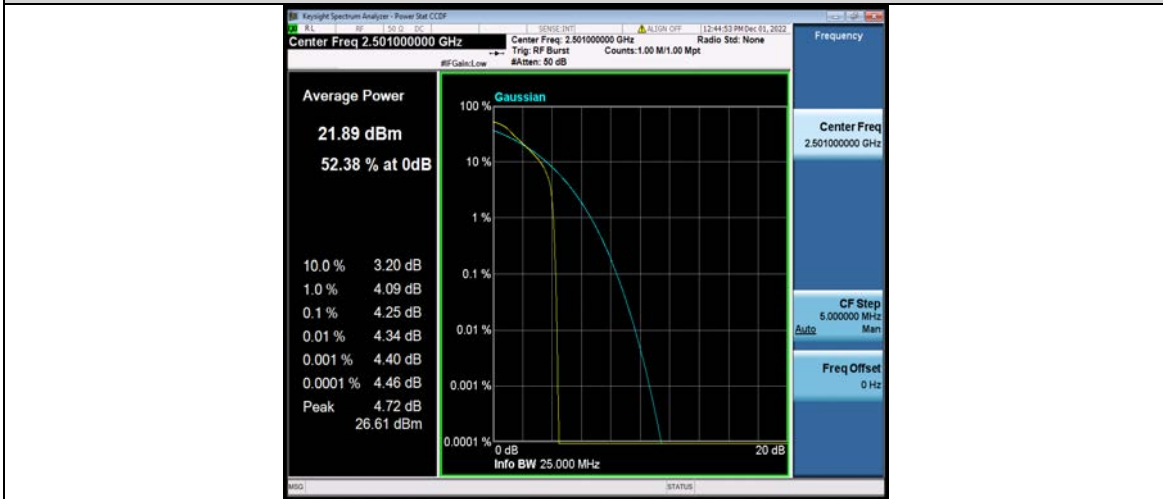 Keysight Spectrum Analyzer - Power Stat CCDF
RL RF 50 Ω DC SENSE:INT ALIGN OFF 12:44:53 PM Dec 01, 2022
Center Freq 2.501000000 GHz
Center Freq: 2.501000000 GHz Radio Std: None
Trig: RF Burst Counts:1.00 M/1.00 Mpt
#IFGain:Low #Atten: 50 dB
Average Power
21.89 dBm
52.38 % at 0dB
10.0 % 3.20 dB
1.0 % 4.09 dB
0.1 % 4.25 dB
0.01 % 4.34 dB
0.001 % 4.40 dB
0.0001 % 4.46 dB
Peak 4.72 dB
26.61 dBm
Gaussian
100 %
10 %
1 %
0.1 %
0.01 %
0.001 %
0.0001 %
0 dB 20 dB
Info BW 25.000 MHz
Frequency
Center Freq
2.501000000 GHz
CF Step
5.000000 MHz
Auto Man
Freq Offset
0 Hz
MSG STATUS